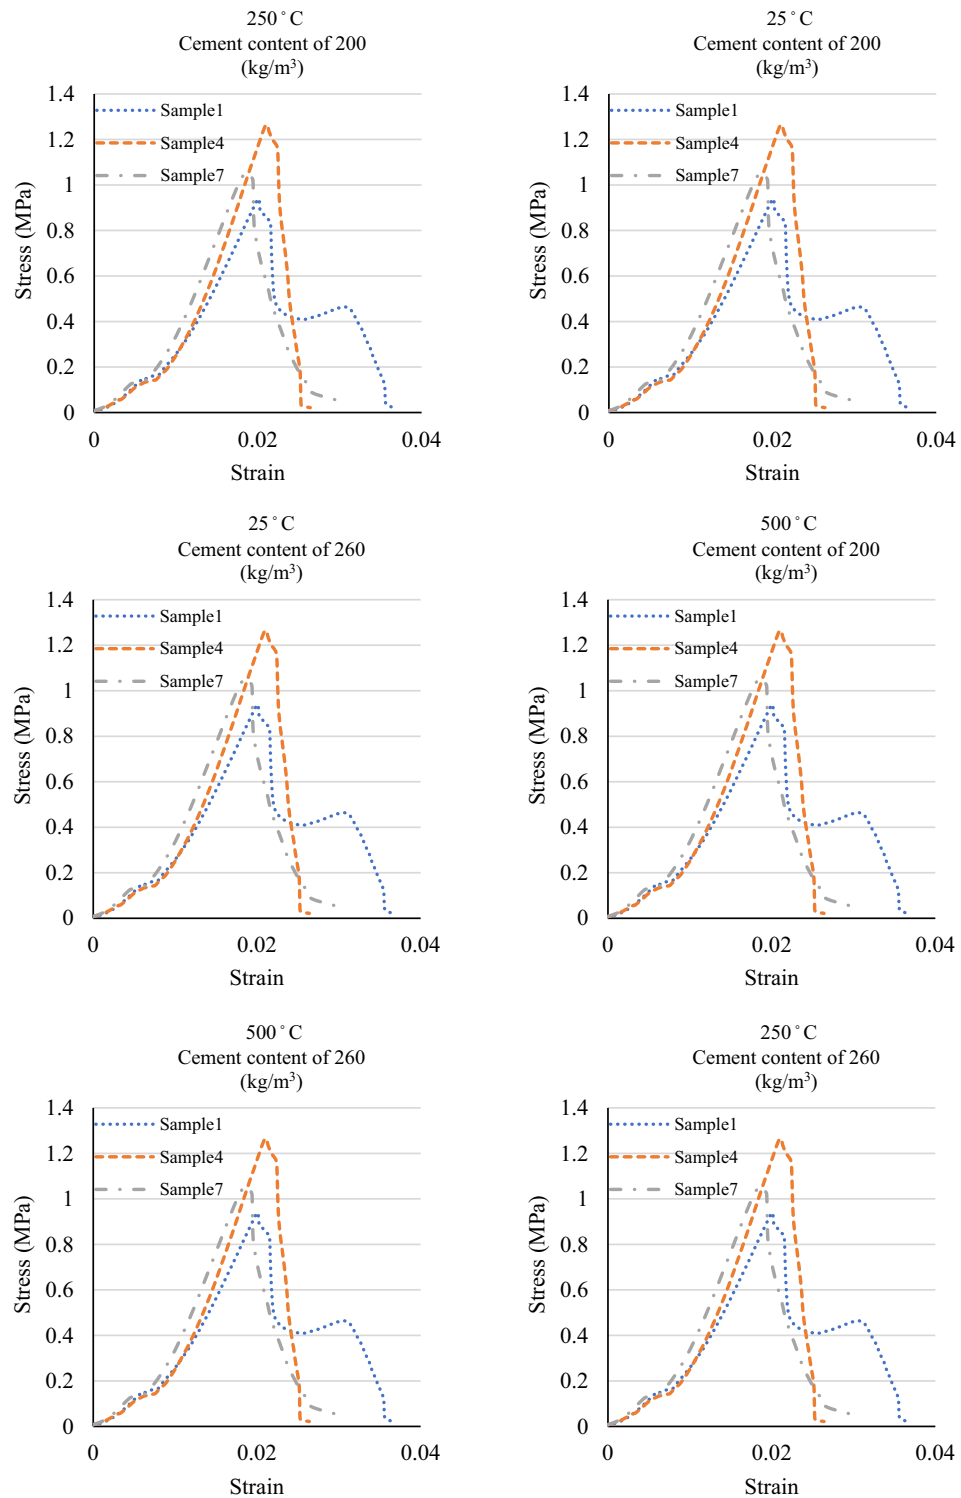 250°C
Cement content of 200
(kg/m³)
1.4
1.2
1
0.8
0.6
0.4
0.2
0
Stress (MPa)
Sample1
Sample4
Sample7
0
0.02
0.04
Strain
25°C
Cement content of 200
(kg/m³)
1.4
1.2
1
0.8
0.6
0.4
0.2
0
Stress (MPa)
Sample1
Sample4
Sample7
0
0.02
0.04
Strain
25°C
Cement content of 260
(kg/m³)
1.4
1.2
1
0.8
0.6
0.4
0.2
0
Stress (MPa)
Sample1
Sample4
Sample7
0
0.02
0.04
Strain
500°C
Cement content of 200
(kg/m³)
1.4
1.2
1
0.8
0.6
0.4
0.2
0
Stress (MPa)
Sample1
Sample4
Sample7
0
0.02
0.04
Strain
500°C
Cement content of 260
(kg/m³)
1.4
1.2
1
0.8
0.6
0.4
0.2
0
Stress (MPa)
Sample1
Sample4
Sample7
0
0.02
0.04
Strain
250°C
Cement content of 260
(kg/m³)
1.4
1.2
1
0.8
0.6
0.4
0.2
0
Stress (MPa)
Sample1
Sample4
Sample7
0
0.02
0.04
Strain